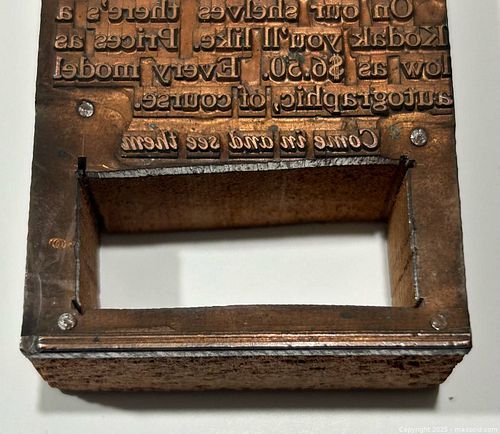 On our shelves there's a
Kodak you'll like. Prices as
low as $6.50. Every model
autographic, of course.
Come in and see them
Copyright 2025 - maxsold.com